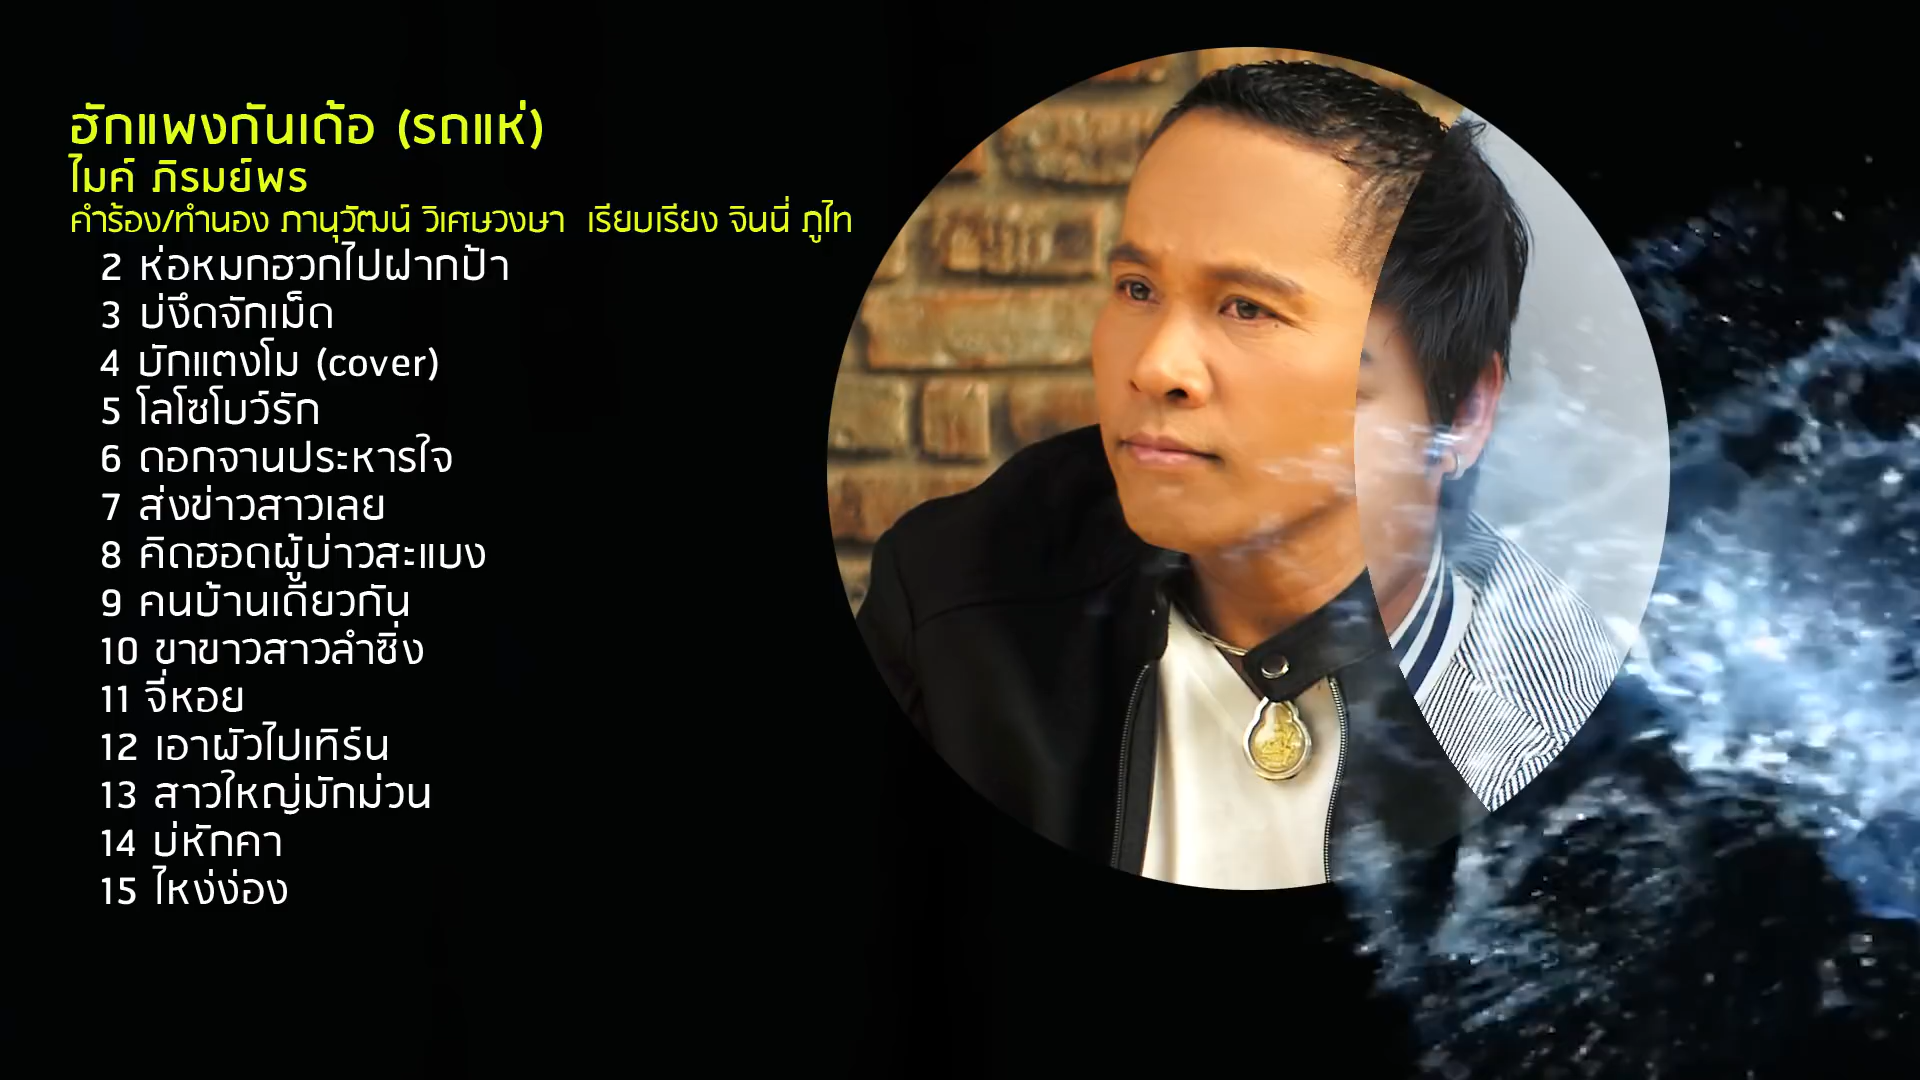 ฮักแพงกันเด้อ (รถแห่)
ไมค์ ภิรมย์พร
คำร้อง/ทำนอง ภานุวัฒน์ วิเศษวงษา เรียบเรียง จินนี่ ภูไท
2 ห่อหมกฮวกไปฝากป้า
3 บ่งึดจักเม็ด
4 บักแตงโม (cover)
5 โลโซโบว์รัก
6 ดอกจานประหารใจ
7 ส่งข่าวสาวเลย
8 คิดฮอดผู้บ่าวสะแบง
9 คนบ้านเดียวกัน
10 ขาขาวสาวลำซิ่ง
11 จี่หอย
12 เอาผัวไปเทิร์น
13 สาวใหญ่มักม่วน
14 บ่หักคา
15 ไหง่ง่อง